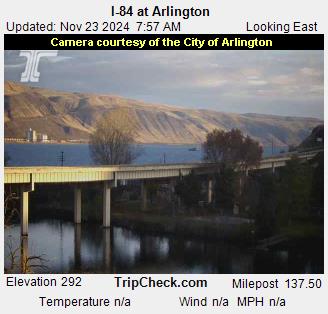 I-84 at Arlington
Updated: Nov 23 2024 7:57 AM Looking East
Camera courtesy of the City of Arlington
Elevation 292 TripCheck.com Milepost 137.50
Temperature n/a Wind n/a MPH n/a